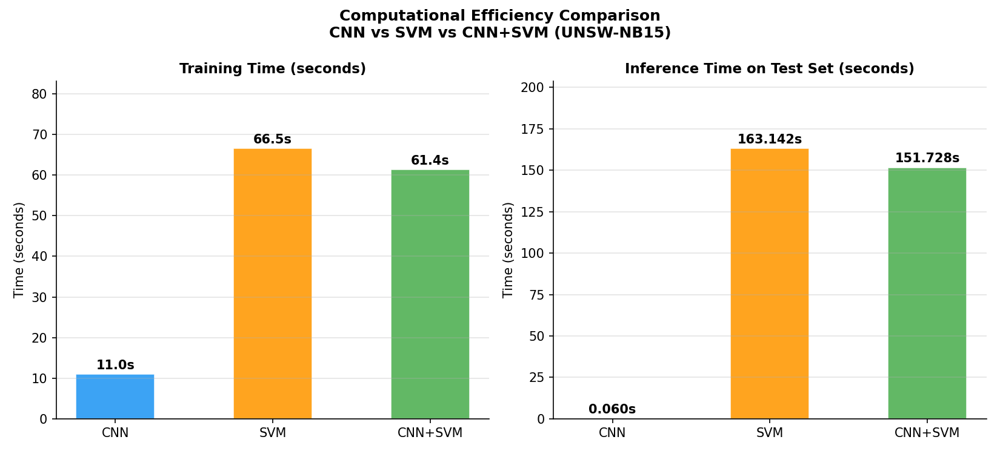 Computational Efficiency Comparison
CNN vs SVM vs CNN+SVM (UNSW-NB15)
Training Time (seconds)
Time (seconds)
80
70
60
50
40
30
20
10
0
11.0s
66.5s
61.4s
CNN
SVM
CNN+SVM
Inference Time on Test Set (seconds)
Time (seconds)
200
175
150
125
100
75
50
25
0
0.060s
163.142s
151.728s
CNN
SVM
CNN+SVM